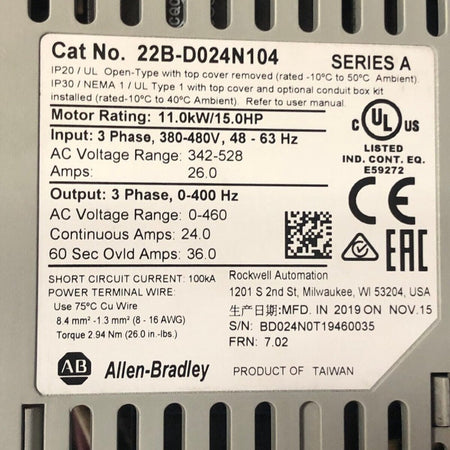 Cat No. 22B-D024N104 SERIES A
IP20 / UL Open-Type with top cover removed (rated -10°C to 50°C Ambient).
IP30 / NEMA 1 / UL Type 1 with top cover and optional conduit box kit
installed (rated-10°C to 40°C Ambient). Refer to user manual.
Motor Rating: 11.0kW/15.0HP
Input: 3 Phase, 380-480V, 48 - 63 Hz
AC Voltage Range: 342-528
Amps: 26.0
Output: 3 Phase, 0-400 Hz
AC Voltage Range: 0-460
Continuous Amps: 24.0
60 Sec Ovld Amps: 36.0
c UL US
LISTED
IND. CONT. EQ.
E59272
CE
EAC
SHORT CIRCUIT CURRENT: 100kA
POWER TERMINAL WIRE:
Use 75°C Cu Wire
8.4 mm² -1.3 mm² (8 - 16 AWG)
Torque 2.94 Nm (26.0 in.-lbs.)
Rockwell Automation
1201 S 2nd St, Milwaukee, WI 53204, USA
生产日期:MFD. IN 2019 ON NOV.15
S/N: BD024N0T19460035
FRN: 7.02
AB Allen-Bradley
PRODUCT OF TAIWAN